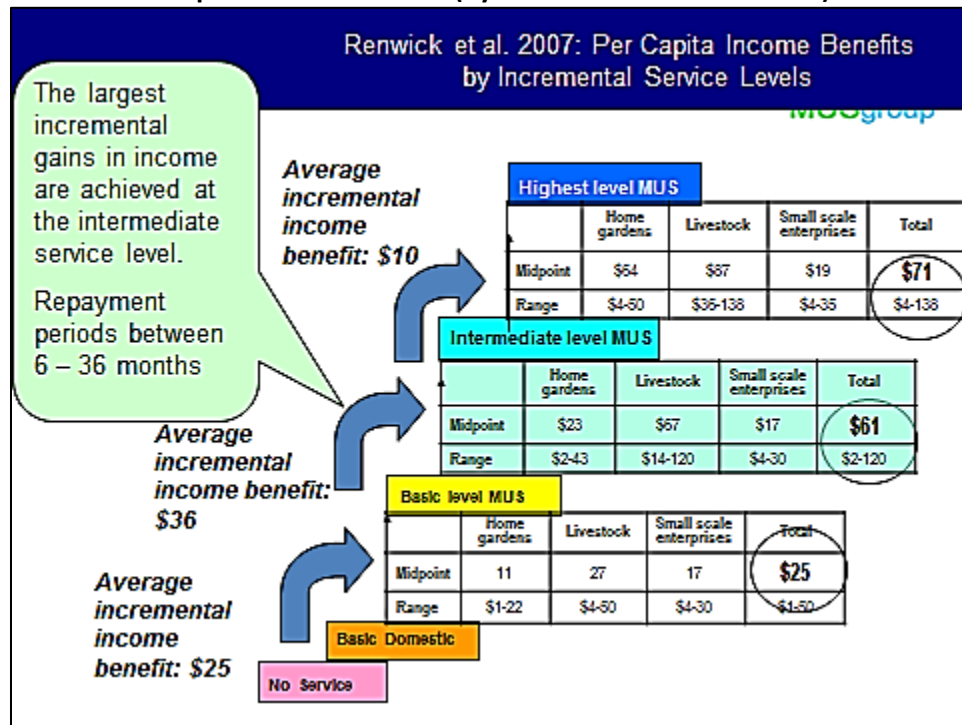 Renwick et al. 2007: Per Capita Income Benefits
by Incremental Service Levels
The largest
incremental
gains in income
are achieved at
the intermediate
service level.
Repayment
periods between
6 – 36 months
Average
incremental
income
benefit: $10
Highest level MUS
Home gardens Livestock Small scale enterprises Total
Midpoint $64 $87 $19 $71
Range $4-50 $36-138 $4-35 $4-138
Intermediate level MUS
Home gardens Livestock Small scale enterprises Total
Midpoint $23 $67 $17 $61
Range $2-43 $14-120 $4-30 $2-120
Average
incremental
income benefit:
$36
Basic level MUS
Home gardens Livestock Small scale enterprises Total
Midpoint 11 27 17 $25
Range $1-22 $4-50 $4-30 $1-50
Average
incremental
income
benefit: $25
Basic Domestic
No Service